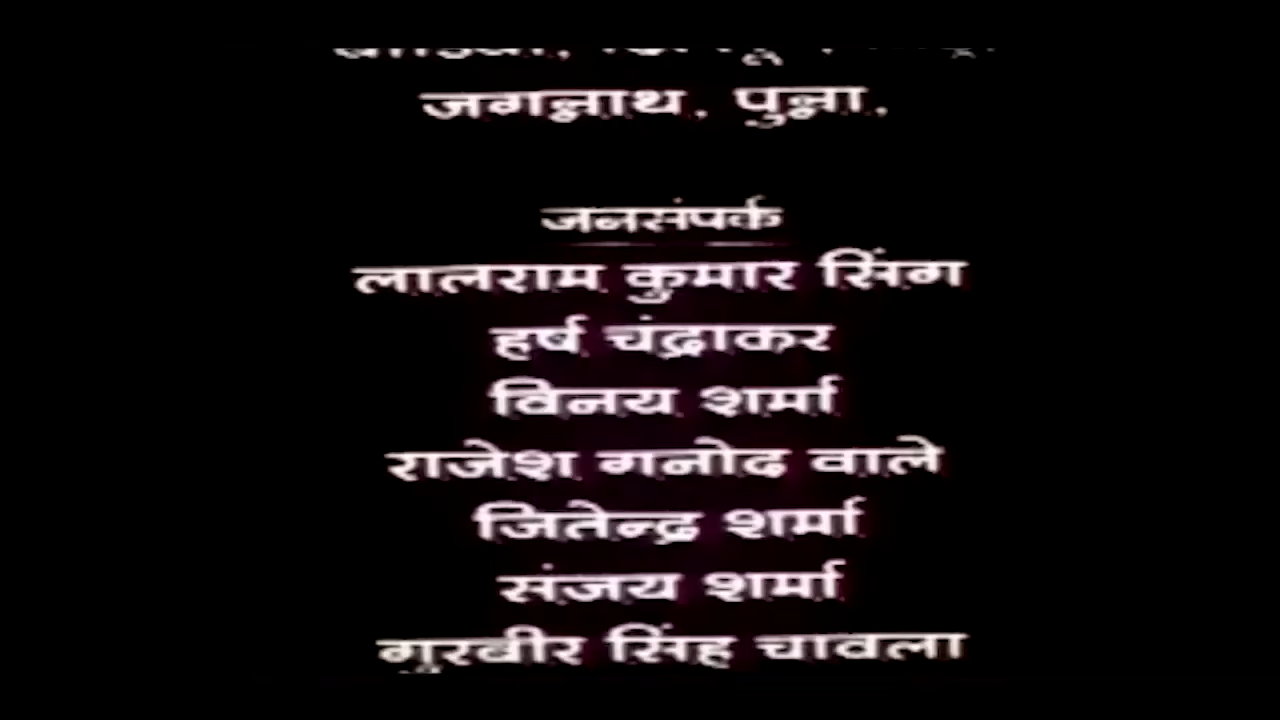 जगन्नाथ, पुन्ना,
जनसंपर्क
लालराम कुमार सिंग
हर्ष चंद्राकर
विनय शर्मा
राजेश गनोद वाले
जितेन्द्र शर्मा
संजय शर्मा
गुरबीर सिंह चावला